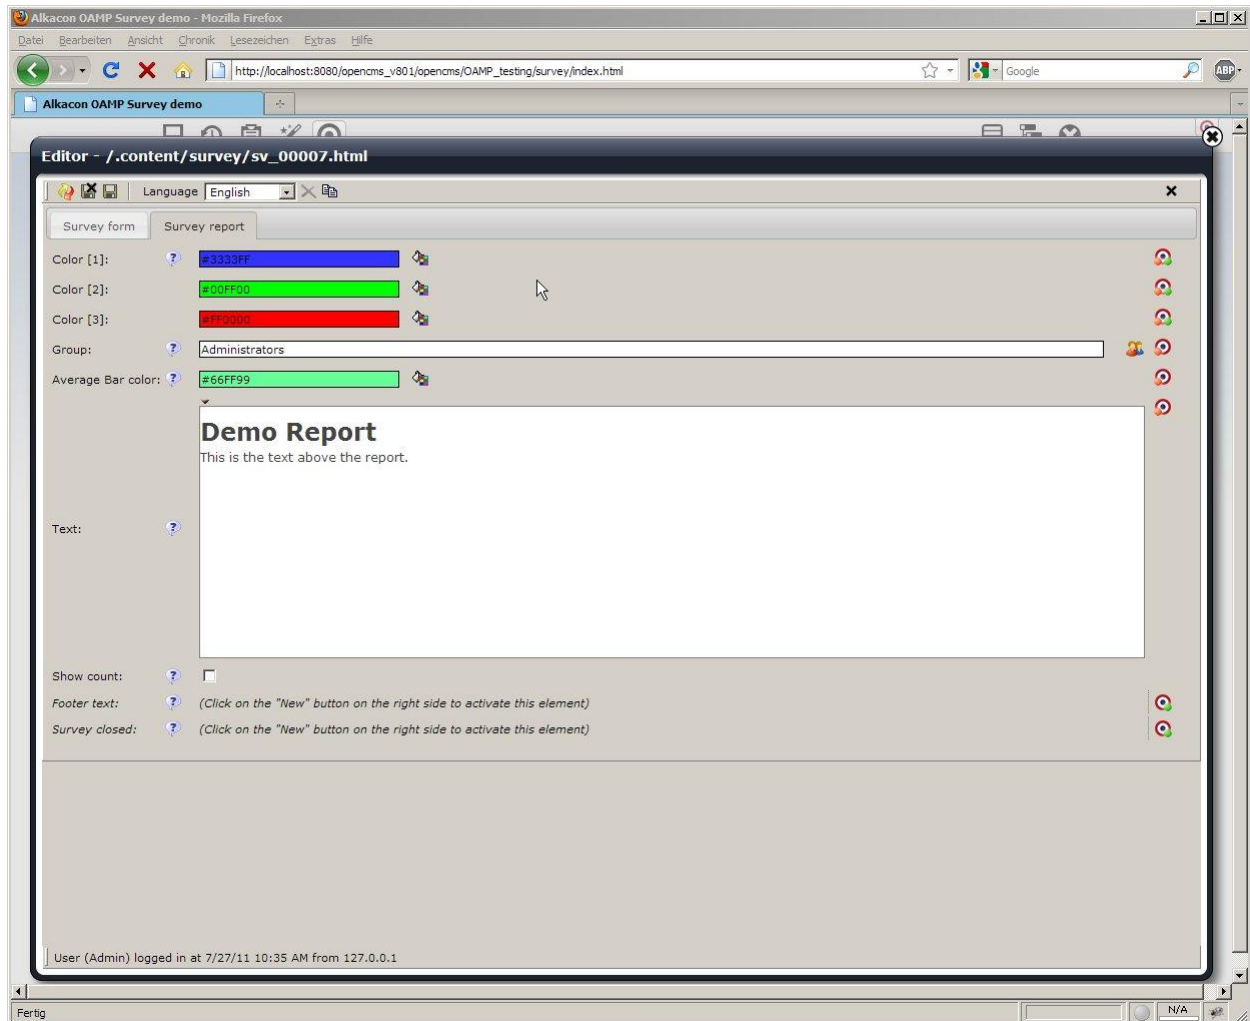 Alkacon OAMP Survey demo - Mozilla Firefox
Datei Bearbeiten Ansicht Chronik Lesezeichen Extras Hilfe
http://localhost:8080/opencms_v801/opencms/OAMP_testing/survey/index.html Google ABP
Alkacon OAMP Survey demo
Editor - /.content/survey/sv_00007.html
Language English
Survey form Survey report
Color [1]: ? #3333FF
Color [2]: #00FF00
Color [3]: #FF0000
Group: ? Administrators
Average Bar color: ? #66FF99
Demo Report
This is the text above the report.
Text: ?
Show count: ?
Footer text: ? (Click on the "New" button on the right side to activate this element)
Survey closed: ? (Click on the "New" button on the right side to activate this element)
User (Admin) logged in at 7/27/11 10:35 AM from 127.0.0.1
Fertig N/A